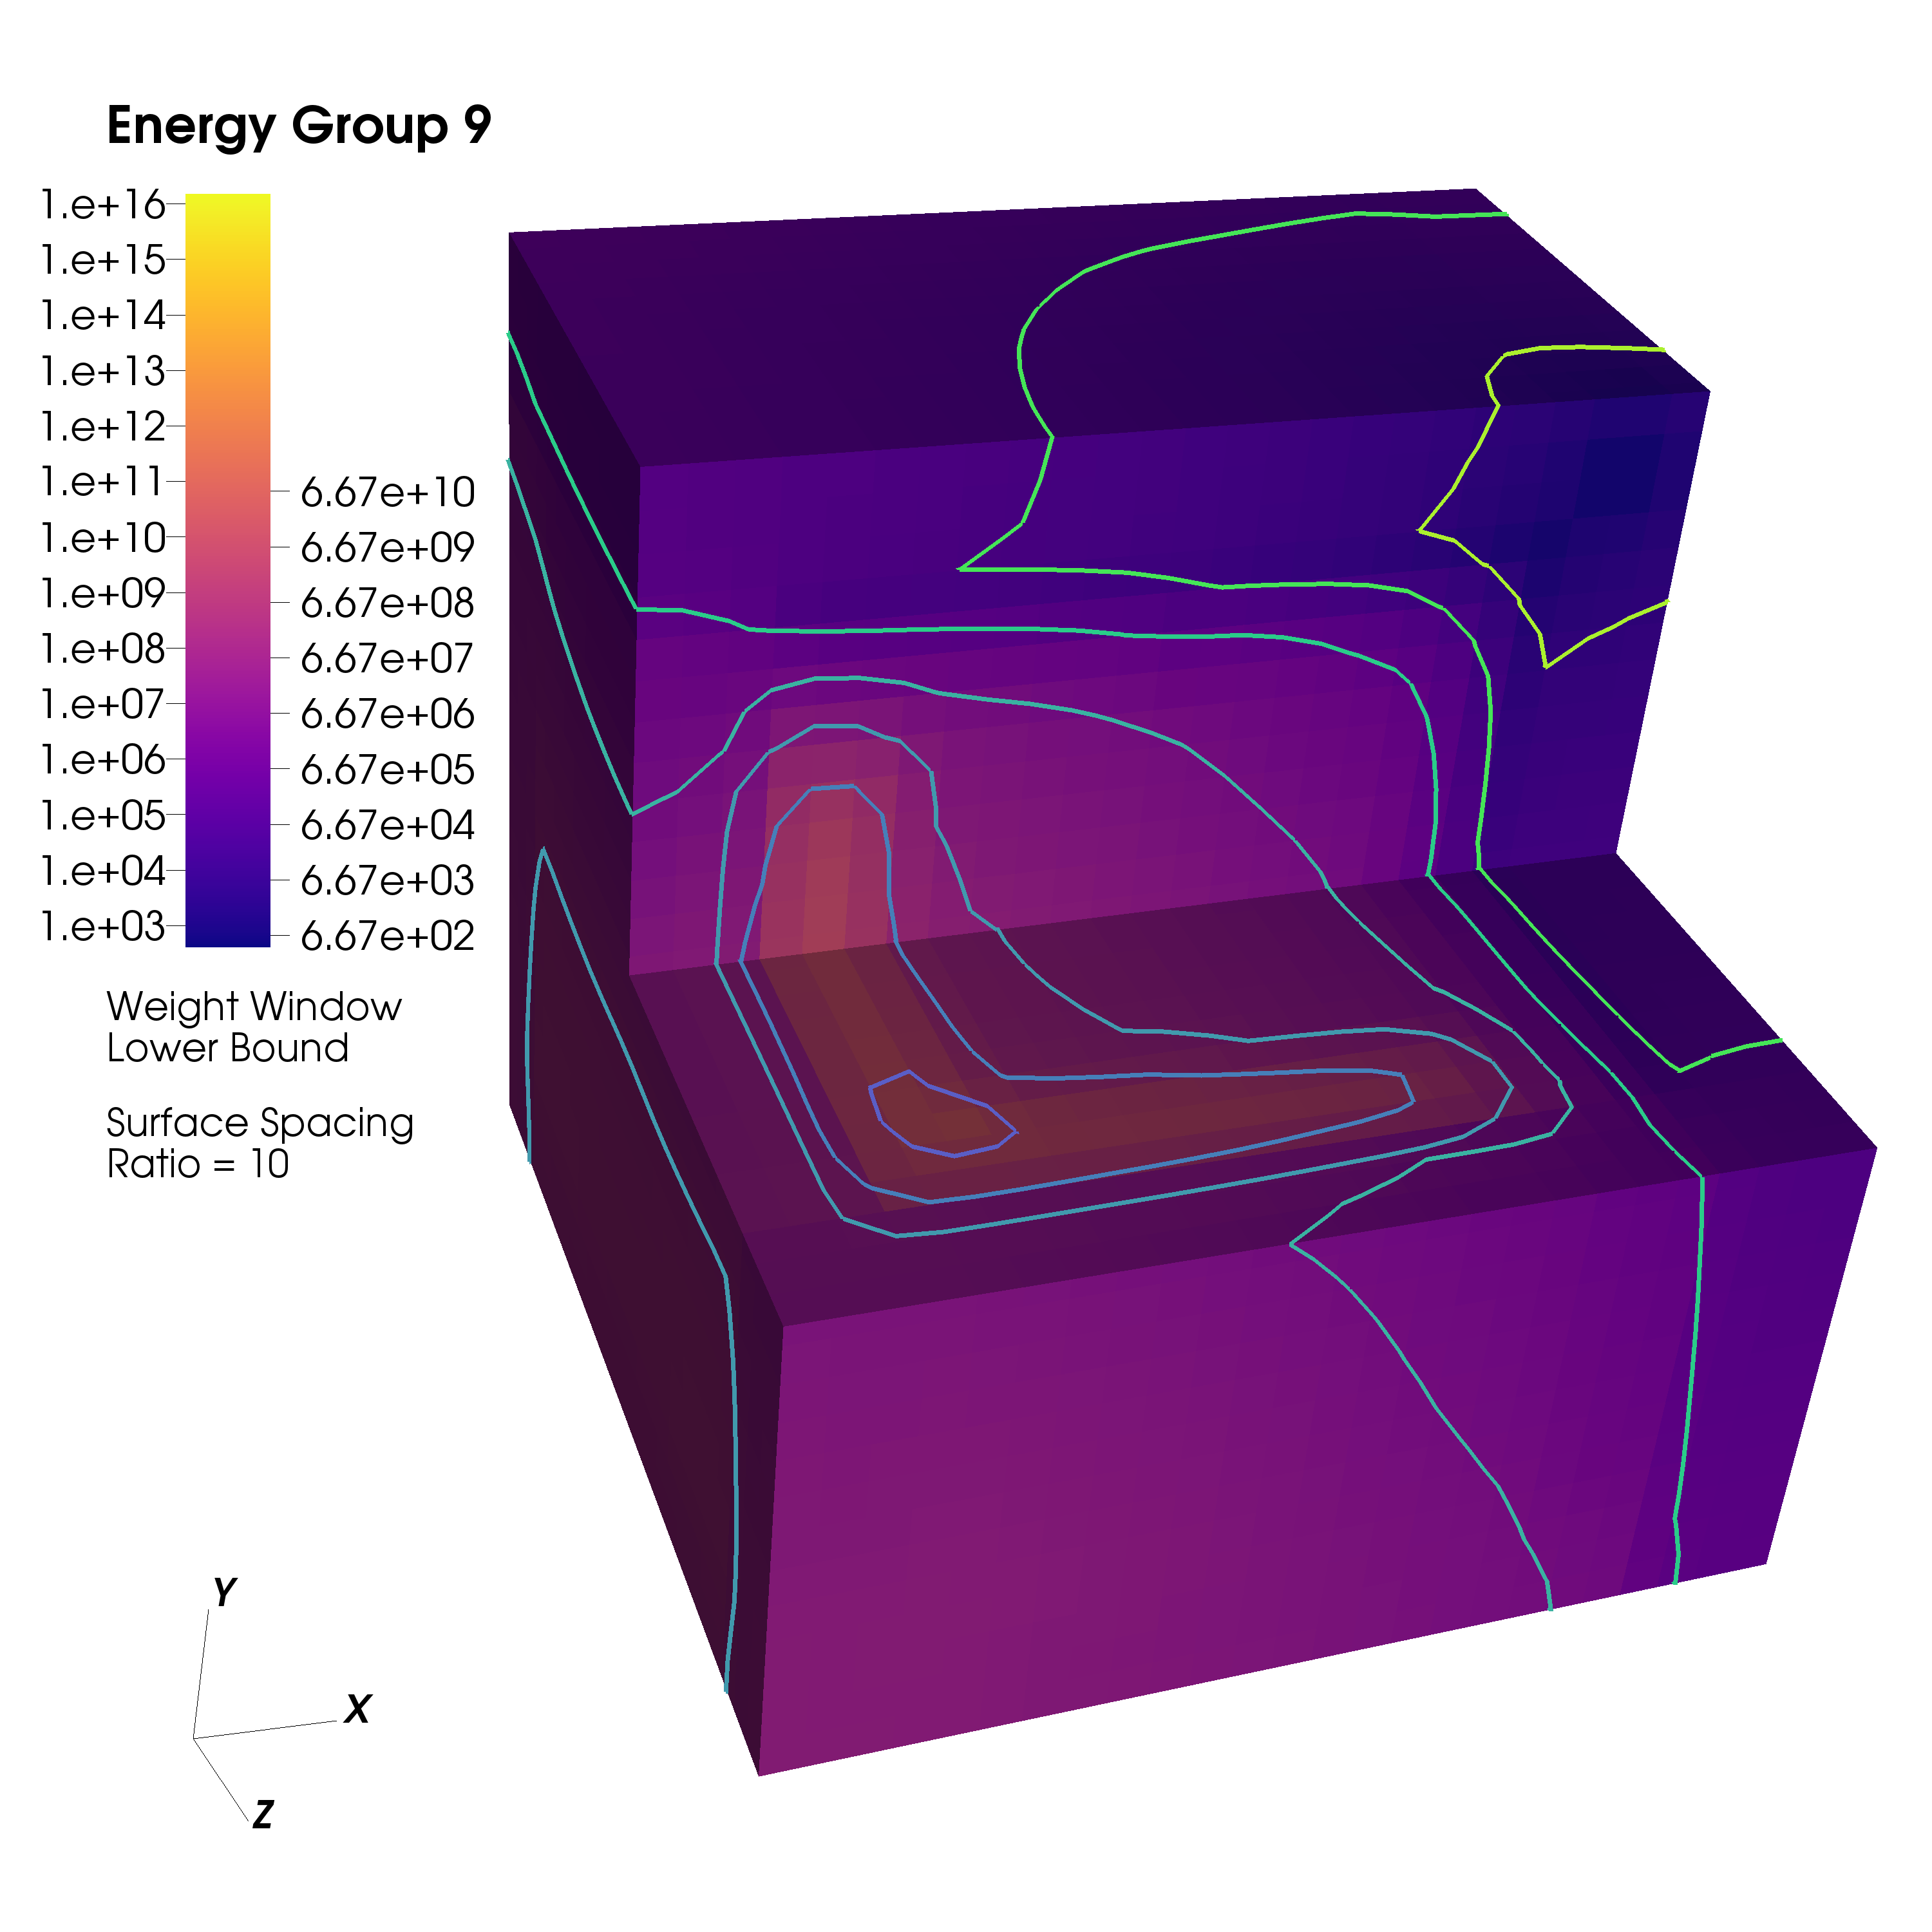 Energy Group 9
1.e+16
1.e+15
1.e+14
1.e+13
1.e+12
1.e+11
1.e+10
1.e+09
1.e+08
1.e+07
1.e+06
1.e+05
1.e+04
1.e+03
6.67e+10
6.67e+09
6.67e+08
6.67e+07
6.67e+06
6.67e+05
6.67e+04
6.67e+03
6.67e+02
Weight Window
Lower Bound
Surface Spacing
Ratio = 10
Y
X
Z